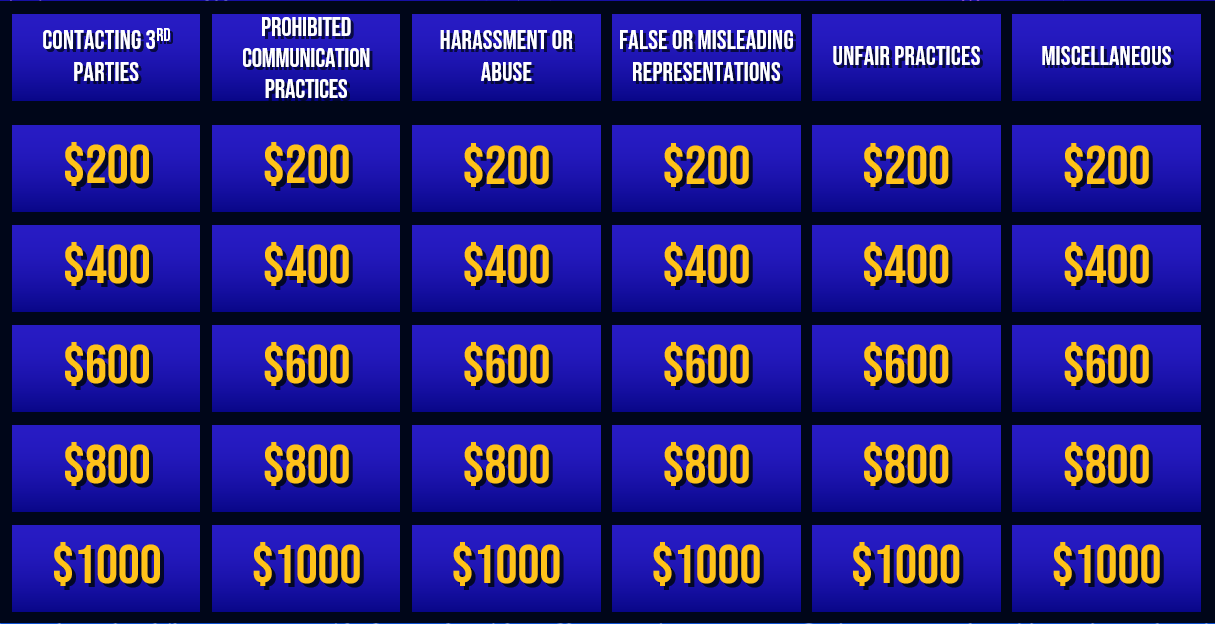 CONTACTING 3RD
PARTIES
PROHIBITED
COMMUNICATION
PRACTICES
HARASSMENT OR
ABUSE
FALSE OR MISLEADING
REPRESENTATIONS
UNFAIR PRACTICES
MISCELLANEOUS
$200 $200 $200 $200 $200 $200
$400 $400 $400 $400 $400 $400
$600 $600 $600 $600 $600 $600
$800 $800 $800 $800 $800 $800
$1000 $1000 $1000 $1000 $1000 $1000